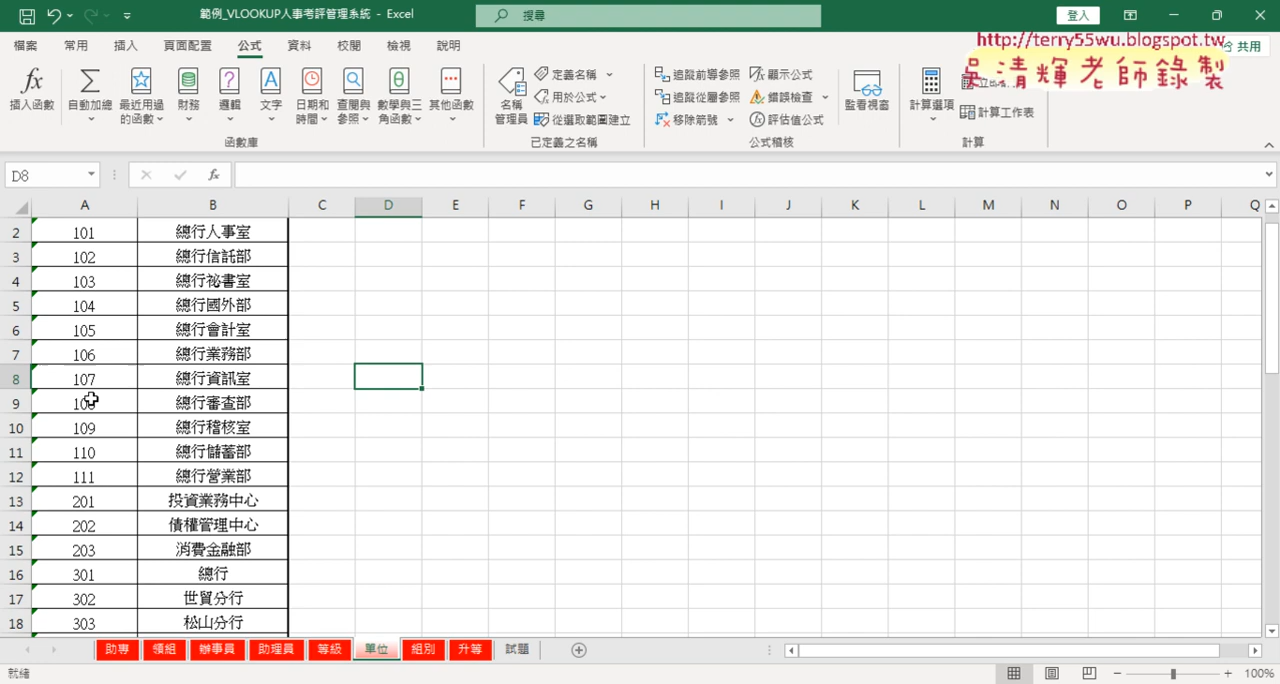 範例_VLOOKUP人事考評管理系統 - Excel
搜尋
登入
檔案 常用 插入 頁面配置 公式 資料 校閱 檢視 說明
http://terry55wu.blogspot.tw
共用
吳清輝老師錄製
插入函數
自動加總
最近用過的函數
財務
邏輯
文字
日期和時間
查閱與參照
數學與三角函數
其他函數
函數庫
名稱管理員
定義名稱
用於公式
從選取範圍建立
已定義之名稱
追蹤前導參照
追蹤從屬參照
移除箭號
顯示公式
錯誤檢查
評估值公式
公式稽核
監看視窗
計算選項
計算工作表
計算
D8
fx
A B C D E F G H I J K L M N O P Q
2 101 總行人事室
3 102 總行信託部
4 103 總行祕書室
5 104 總行國外部
6 105 總行會計室
7 106 總行業務部
8 107 總行資訊室
9 總行審查部
10 109 總行稽核室
11 110 總行儲蓄部
12 111 總行營業部
13 201 投資業務中心
14 202 債權管理中心
15 203 消費金融部
16 301 總行
17 302 世貿分行
18 303 松山分行
助專 領組 辦事員 助理員 等級 單位 組別 升等 試題
就緒
100%